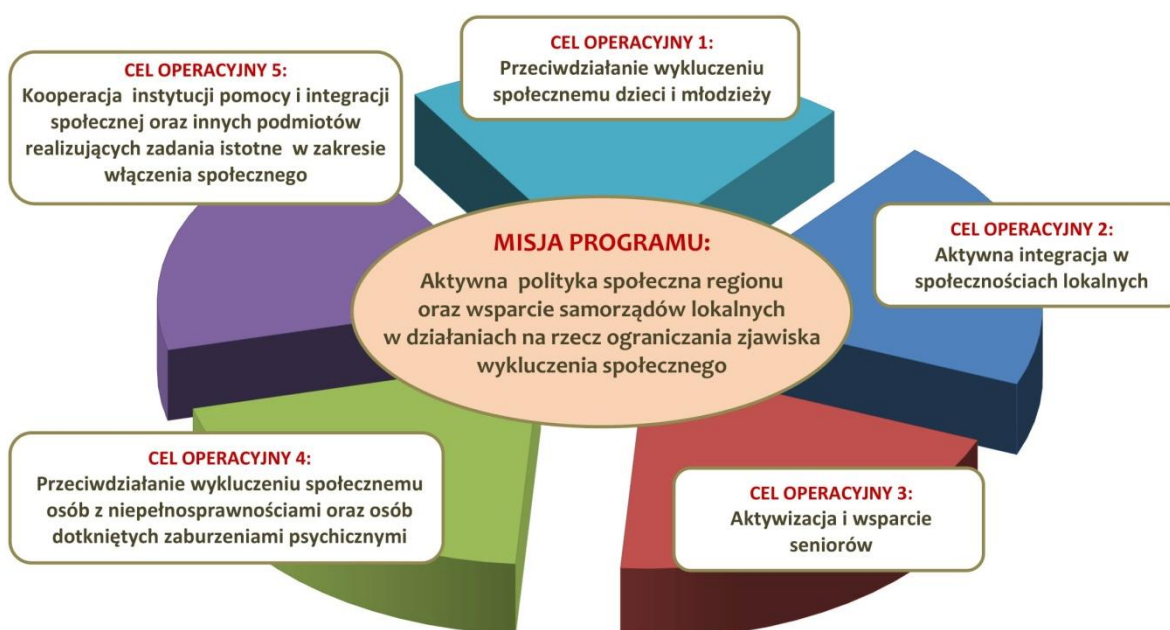 CEL OPERACYJNY 1:
Przeciwdziałanie wykluczeniu
społecznemu dzieci i młodzieży
CEL OPERACYJNY 5:
Kooperacja instytucji pomocy i integracji
społecznej oraz innych podmiotów
realizujących zadania istotne w zakresie
włączenia społecznego
CEL OPERACYJNY 2:
Aktywna integracja w
społecznościach lokalnych
MISJA PROGRAMU:
Aktywna polityka społeczna regionu
oraz wsparcie samorządów lokalnych
w działaniach na rzecz ograniczania zjawiska
wykluczenia społecznego
CEL OPERACYJNY 4:
Przeciwdziałanie wykluczeniu społecznemu
osób z niepełnosprawnościami oraz osób
dotkniętych zaburzeniami psychicznymi
CEL OPERACYJNY 3:
Aktywizacja i wsparcie
seniorów